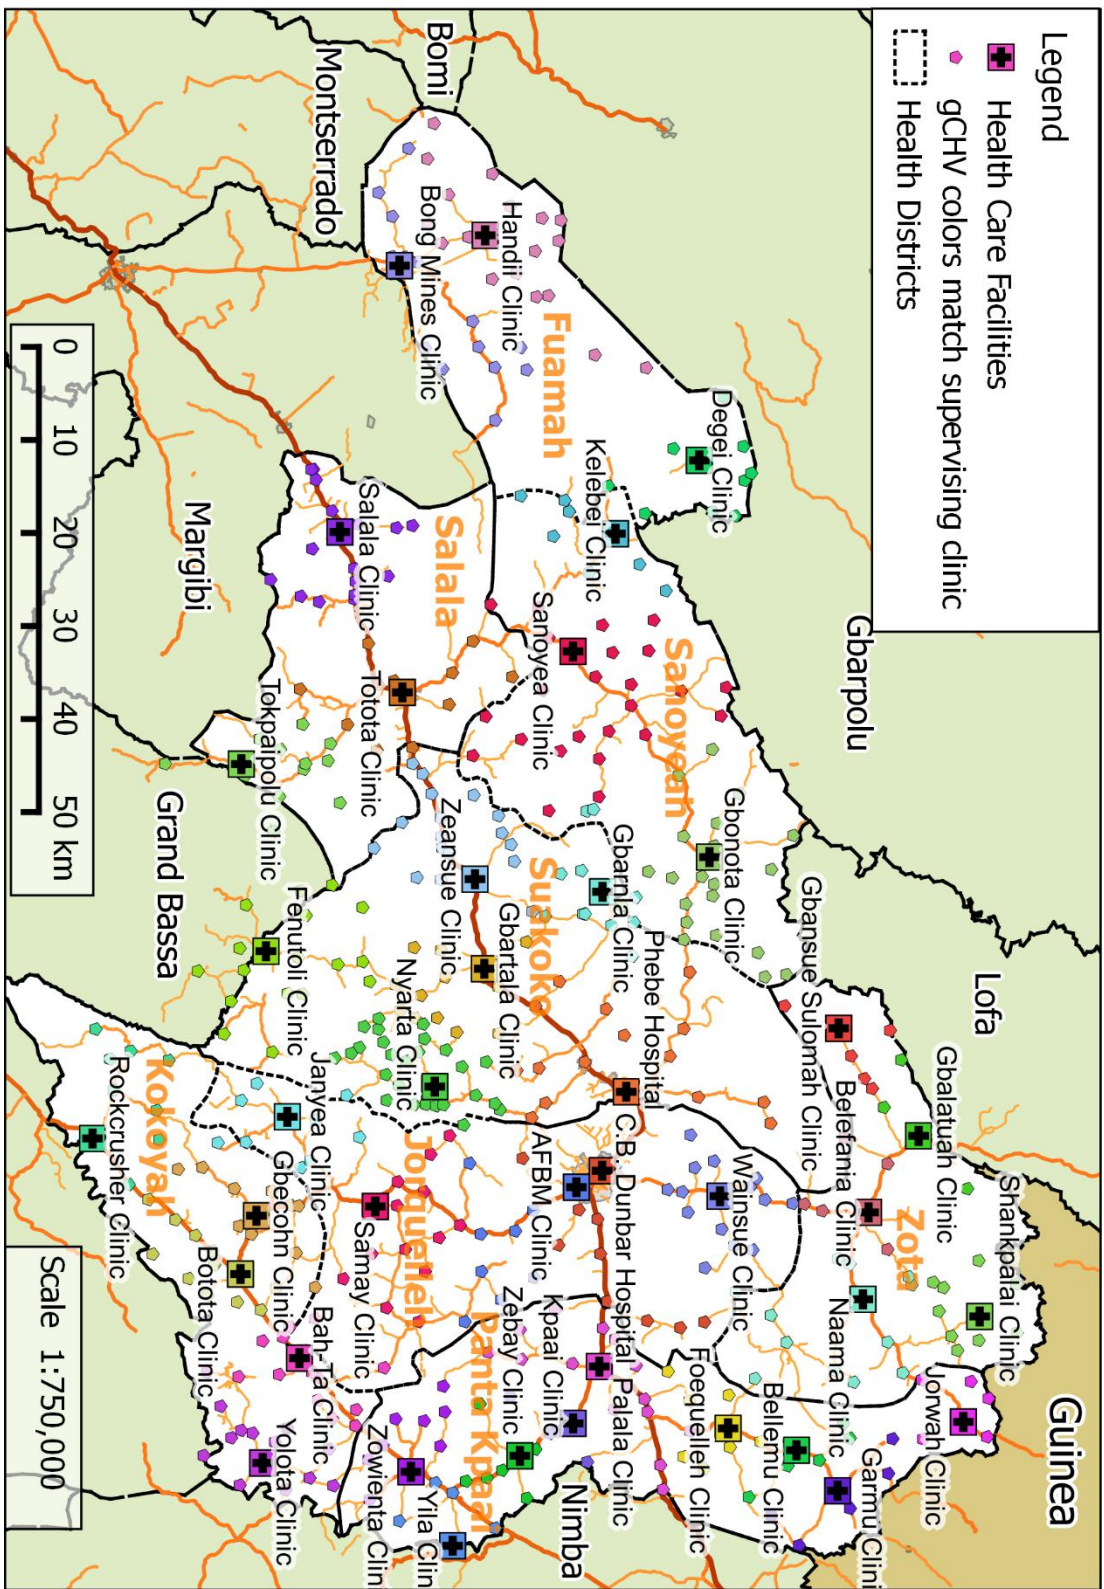 Legend
Health Care Facilities
gCHV colors match supervising clinic
Health Districts
Gbarpolu
Lofa
Guinea
Bomi
Montserrado
Margibi
Grand Bassa
Nimba
Fuamah
Salala
Sanoyeah
Suakoko
Zota
Jorquelleh
Kokoyah
Panta Kpaai
Handii Clinic
Bong Mines Clinic
Degei Clinic
Kelebei Clinic
Sanoyea Clinic
Salala Clinic
Totota Clinic
Tokpaipolu Clinic
Gbonota Clinic
Gbarnla Clinic
Zeansue Clinic
Gbartala Clinic
Fenutoli Clinic
Nyarta Clinic
Phebe Hospital
Gbansue Sulomah Clinic
Gbalatuah Clinic
Belefania Clinic
Shankpalai Clinic
Naama Clinic
Jorwah Clinic
Garmu Clini
Bellemu Clinic
Foequelleh Clinic
Wainsue Clinic
C.B. Dunbar Hospital
AFBM Clinic
Palala Clinic
Kpaai Clinic
Zebay Clinic
Janyea Clinic
Samay Clinic
Gbecohn Clinic
Botota Clinic
Rockcrusher Clinic
Bah-Ta Clinic
Yolota Clinic
Zowienta Clin
Yila Clin
0 10 20 30 40 50 km
Scale 1:750,000